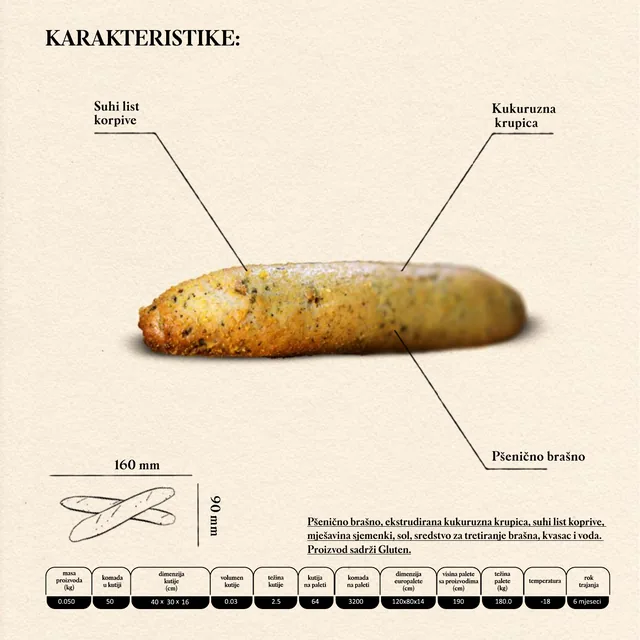 KARAKTERISTIKE:
Suhi list
korpive
Kukuruzna
krupica
Pšenično brašno
160 mm
90 mm
Pšenično brašno, ekstrudirana kukuruzna krupica, suhi list koprive,
mješavina sjemenki, sol, sredstvo za tretiranje brašna, kvasac i voda.
Proizvod sadrži Gluten.
masa proizvoda (kg)
komada u kutiji
dimenzija kutije (cm)
volumen kutije
težina kutije
kutija na paleti
komada na paleti
dimenzija europalete (cm)
visina palete sa proizvodima (cm)
težina palete (kg)
temperatura
rok trajanja
0.050
50
40 x 30 x 16
0.03
2.5
64
3200
120x80x14
190
180.0
-18
6 mjeseci